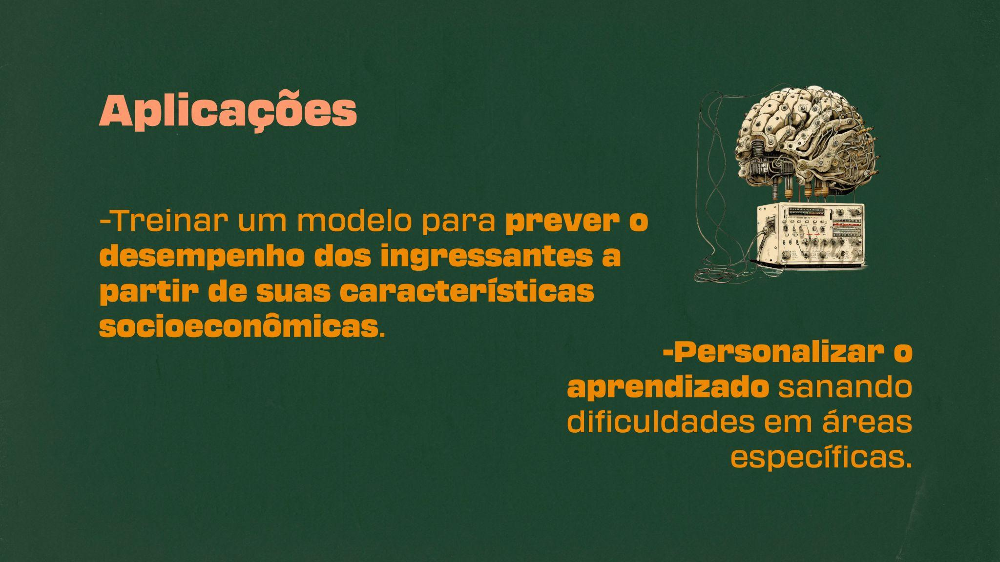 Aplicações
-Treinar um modelo para prever o
desempenho dos ingressantes a
partir de suas características
socioeconômicas.
-Personalizar o
aprendizado sanando
dificuldades em áreas
específicas.